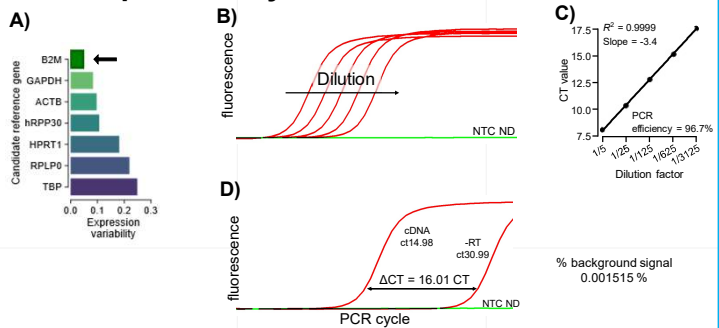 A)
Candidate reference gene
B2M
GAPDH
ACTB
hRPP30
HPRT1
RPLP0
TBP
0.0 0.1 0.2 0.3
Expression
variability
B)
fluorescence
Dilution
NTC ND
C)
CT value
17.5
15.0
12.5
10.0
7.5
R² = 0.9999
Slope = -3.4
PCR
efficiency = 96.7%
1/5 1/25 1/125 1/625 1/3125
Dilution factor
D)
fluorescence
cDNA
ct14.98
-RT
ct30.99
ΔCT = 16.01 CT
NTC ND
PCR cycle
% background signal
0.001515 %